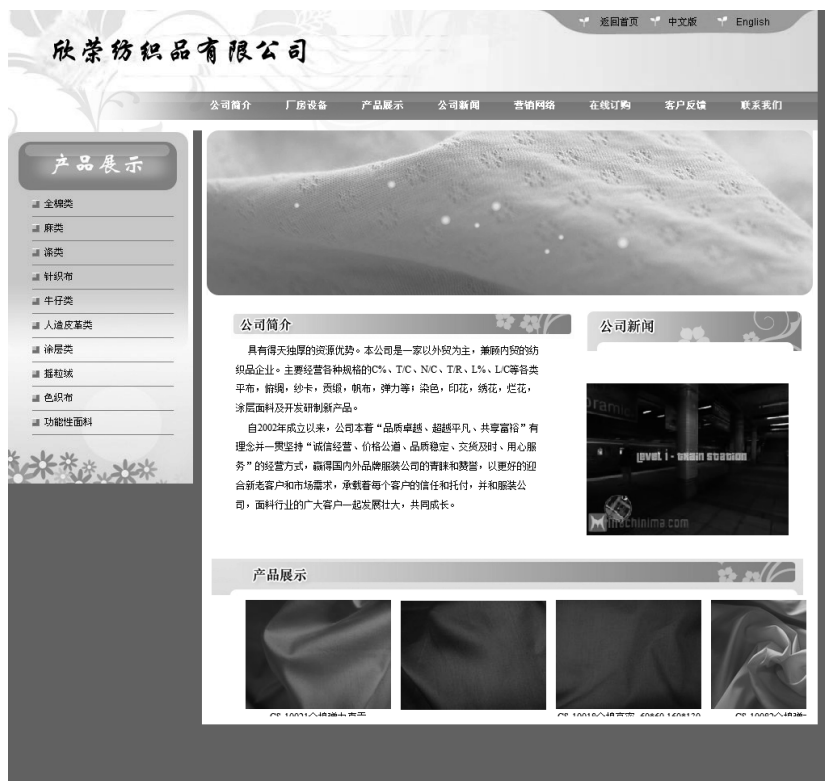 返回首页 中文版 English
欣荣纺织品有限公司
公司简介 厂房设备 产品展示 公司新闻 营销网络 在线订购 客户反馈 联系我们
产品展示
全棉类
麻类
涤类
针织布
牛仔类
人造皮革类
涂层类
摇粒绒
色织布
功能性面料
公司简介
具有得天独厚的资源优势。本公司是一家以外贸为主，兼顾内贸的纺
织品企业。主要经营各种规格的C%、T/C、N/C、T/R、L%、L/C等各类
平布，府绸，纱卡，贡缎，帆布，弹力等；染色，印花，绣花，烂花，
涂层面料及开发研制新产品。
自2002年成立以来，公司本着“品质卓越、超越平凡、共享富裕”有
理念并一贯坚持“诚信经营、价格公道、品质稳定、交货及时、用心服
务”的经营方式，赢得国内外品牌服装公司的青睐和赞誉，以更好的迎
合新老客户和市场需求，承载着每个客户的信任和托付，并和服装公
司，面料行业的广大客户一起发展壮大，共同成长。
公司新闻
level 1 - train station
machinima.com
产品展示